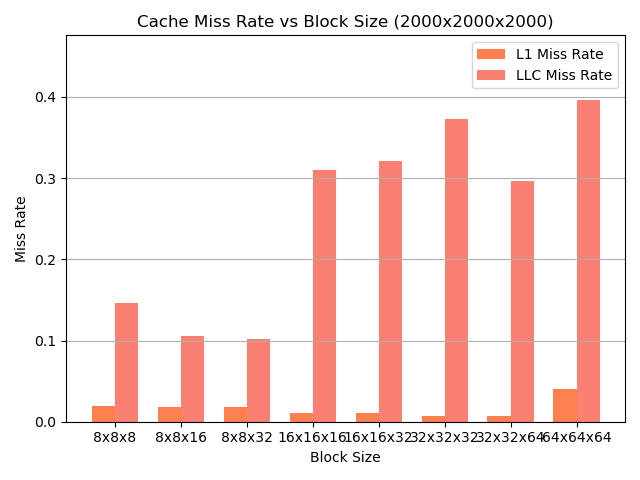 Cache Miss Rate vs Block Size (2000x2000x2000)
L1 Miss Rate
LLC Miss Rate
Miss Rate
0.4
0.3
0.2
0.1
0.0
8x8x8 8x8x16 8x8x32 16x16x16 16x16x32 32x32x32 32x32x64 64x64x64
Block Size